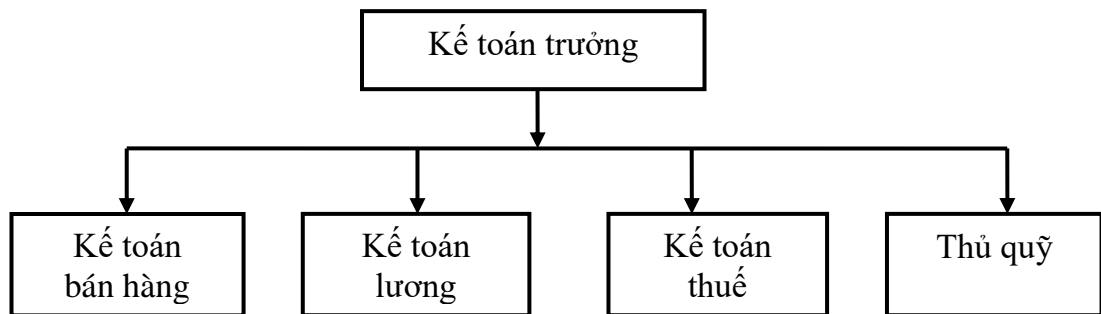 Kế toán trưởng
Kế toán
bán hàng
Kế toán
lương
Kế toán
thuế
Thủ quỹ